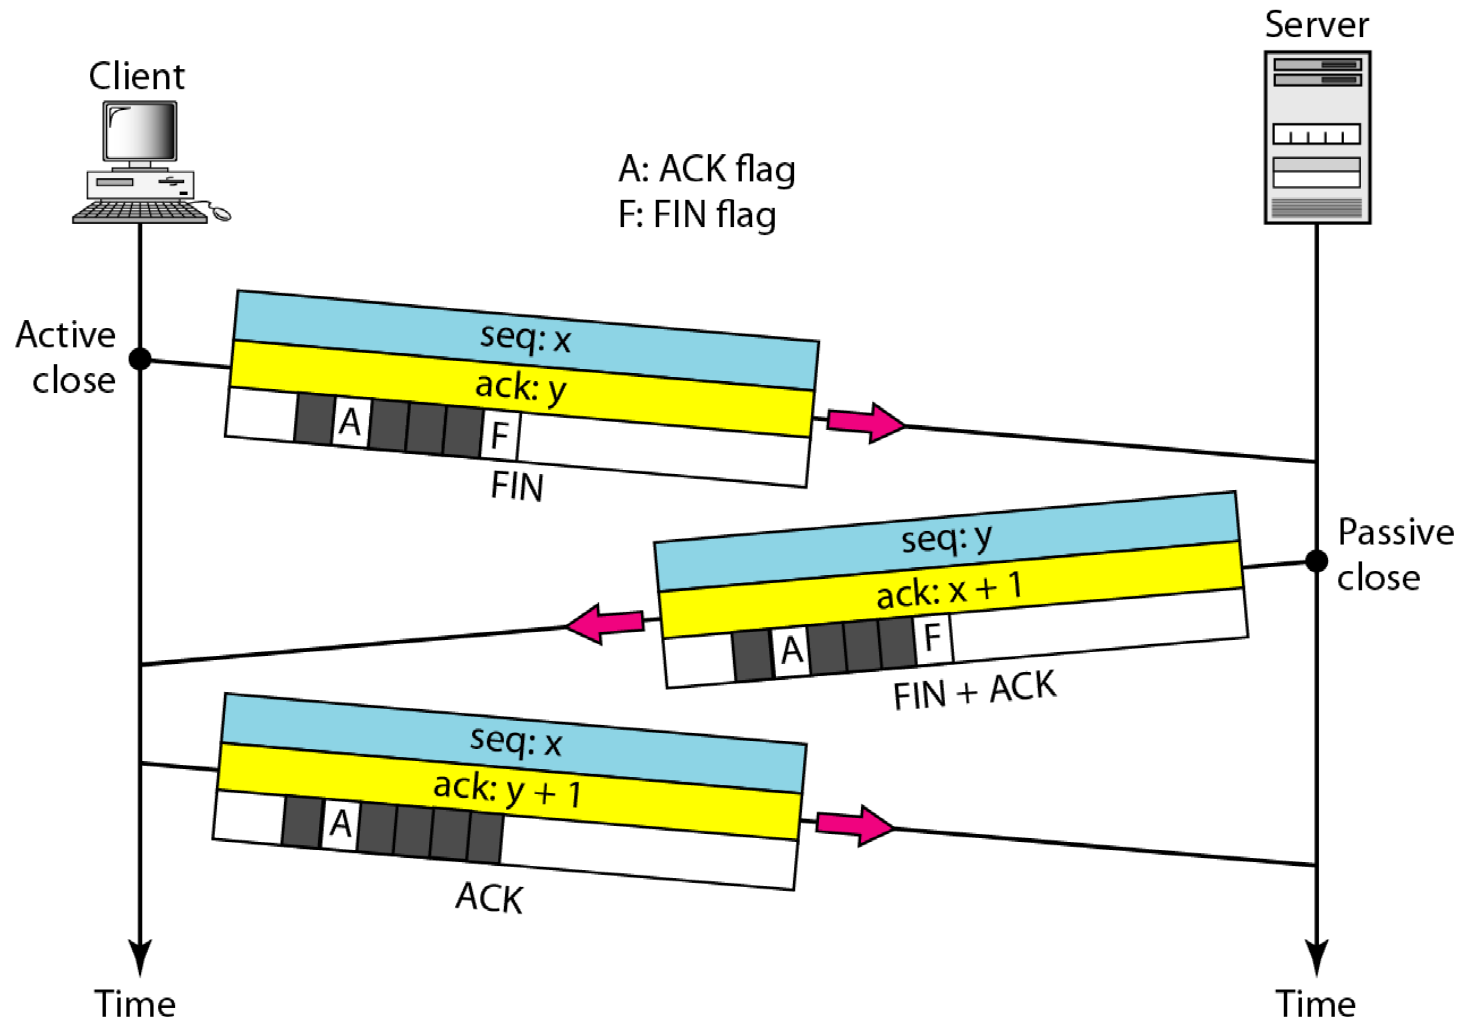 Server
Client
A: ACK flag
F: FIN flag
Active
close
seq: x
ack: y
A
F
FIN
Passive
close
seq: y
ack: x + 1
A
F
FIN + ACK
seq: x
ack: y + 1
A
ACK
Time
Time